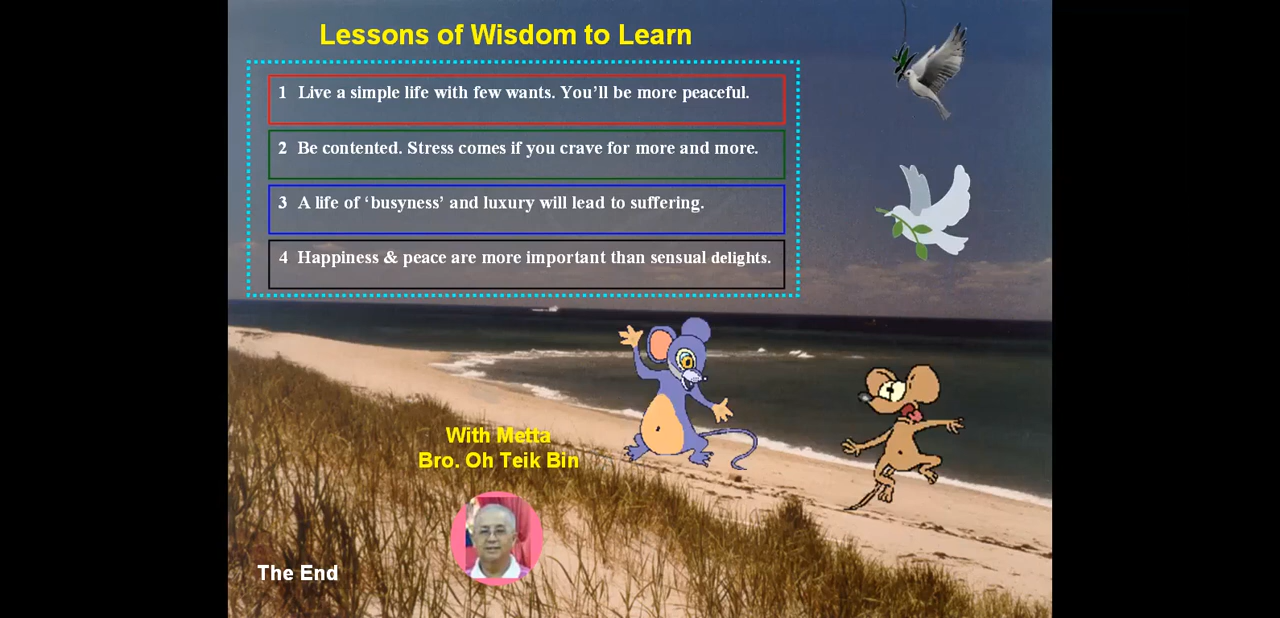 Lessons of Wisdom to Learn
1 Live a simple life with few wants. You’ll be more peaceful.
2 Be contented. Stress comes if you crave for more and more.
3 A life of ‘busyness’ and luxury will lead to suffering.
4 Happiness & peace are more important than sensual delights.
With Metta
Bro. Oh Teik Bin
The End